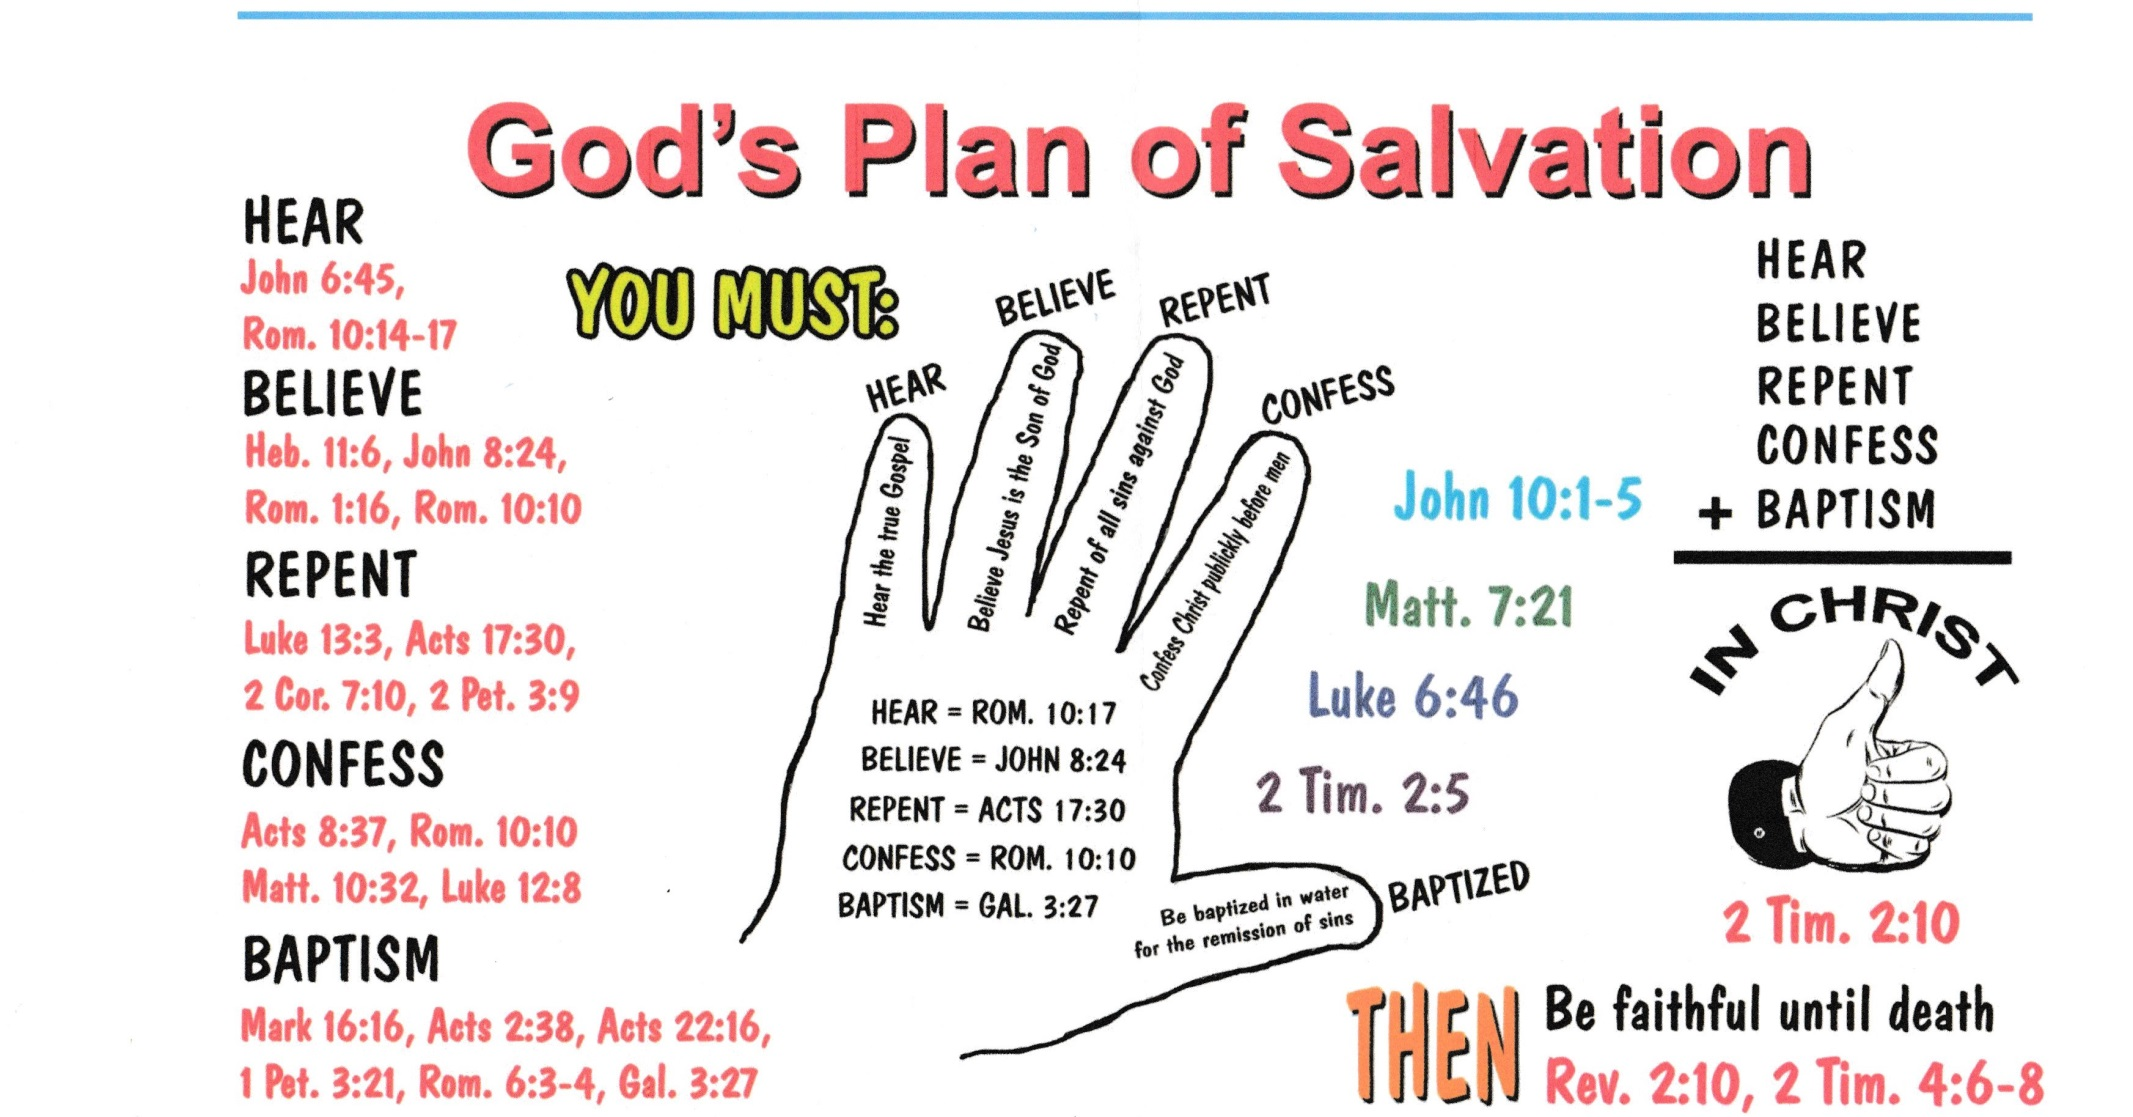 God's Plan of Salvation
HEAR
John 6:45,
Rom. 10:14-17
BELIEVE
Heb. 11:6, John 8:24,
Rom. 1:16, Rom. 10:10
REPENT
Luke 13:3, Acts 17:30,
2 Cor. 7:10, 2 Pet. 3:9
CONFESS
Acts 8:37, Rom. 10:10
Matt. 10:32, Luke 12:8
BAPTISM
Mark 16:16, Acts 2:38, Acts 22:16,
1 Pet. 3:21, Rom. 6:3-4, Gal. 3:27
YOU MUST:
HEAR
Hear the true Gospel
BELIEVE
Believe Jesus is the Son of God
REPENT
Repent of all sins against God
CONFESS
Confess Christ publickly before men
BAPTIZED
Be baptized in water
for the remission of sins
HEAR = ROM. 10:17
BELIEVE = JOHN 8:24
REPENT = ACTS 17:30
CONFESS = ROM. 10:10
BAPTISM = GAL. 3:27
John 10:1-5
Matt. 7:21
Luke 6:46
2 Tim. 2:5
HEAR
BELIEVE
REPENT
CONFESS
+ BAPTISM
IN CHRIST
2 Tim. 2:10
THEN Be faithful until death
Rev. 2:10, 2 Tim. 4:6-8